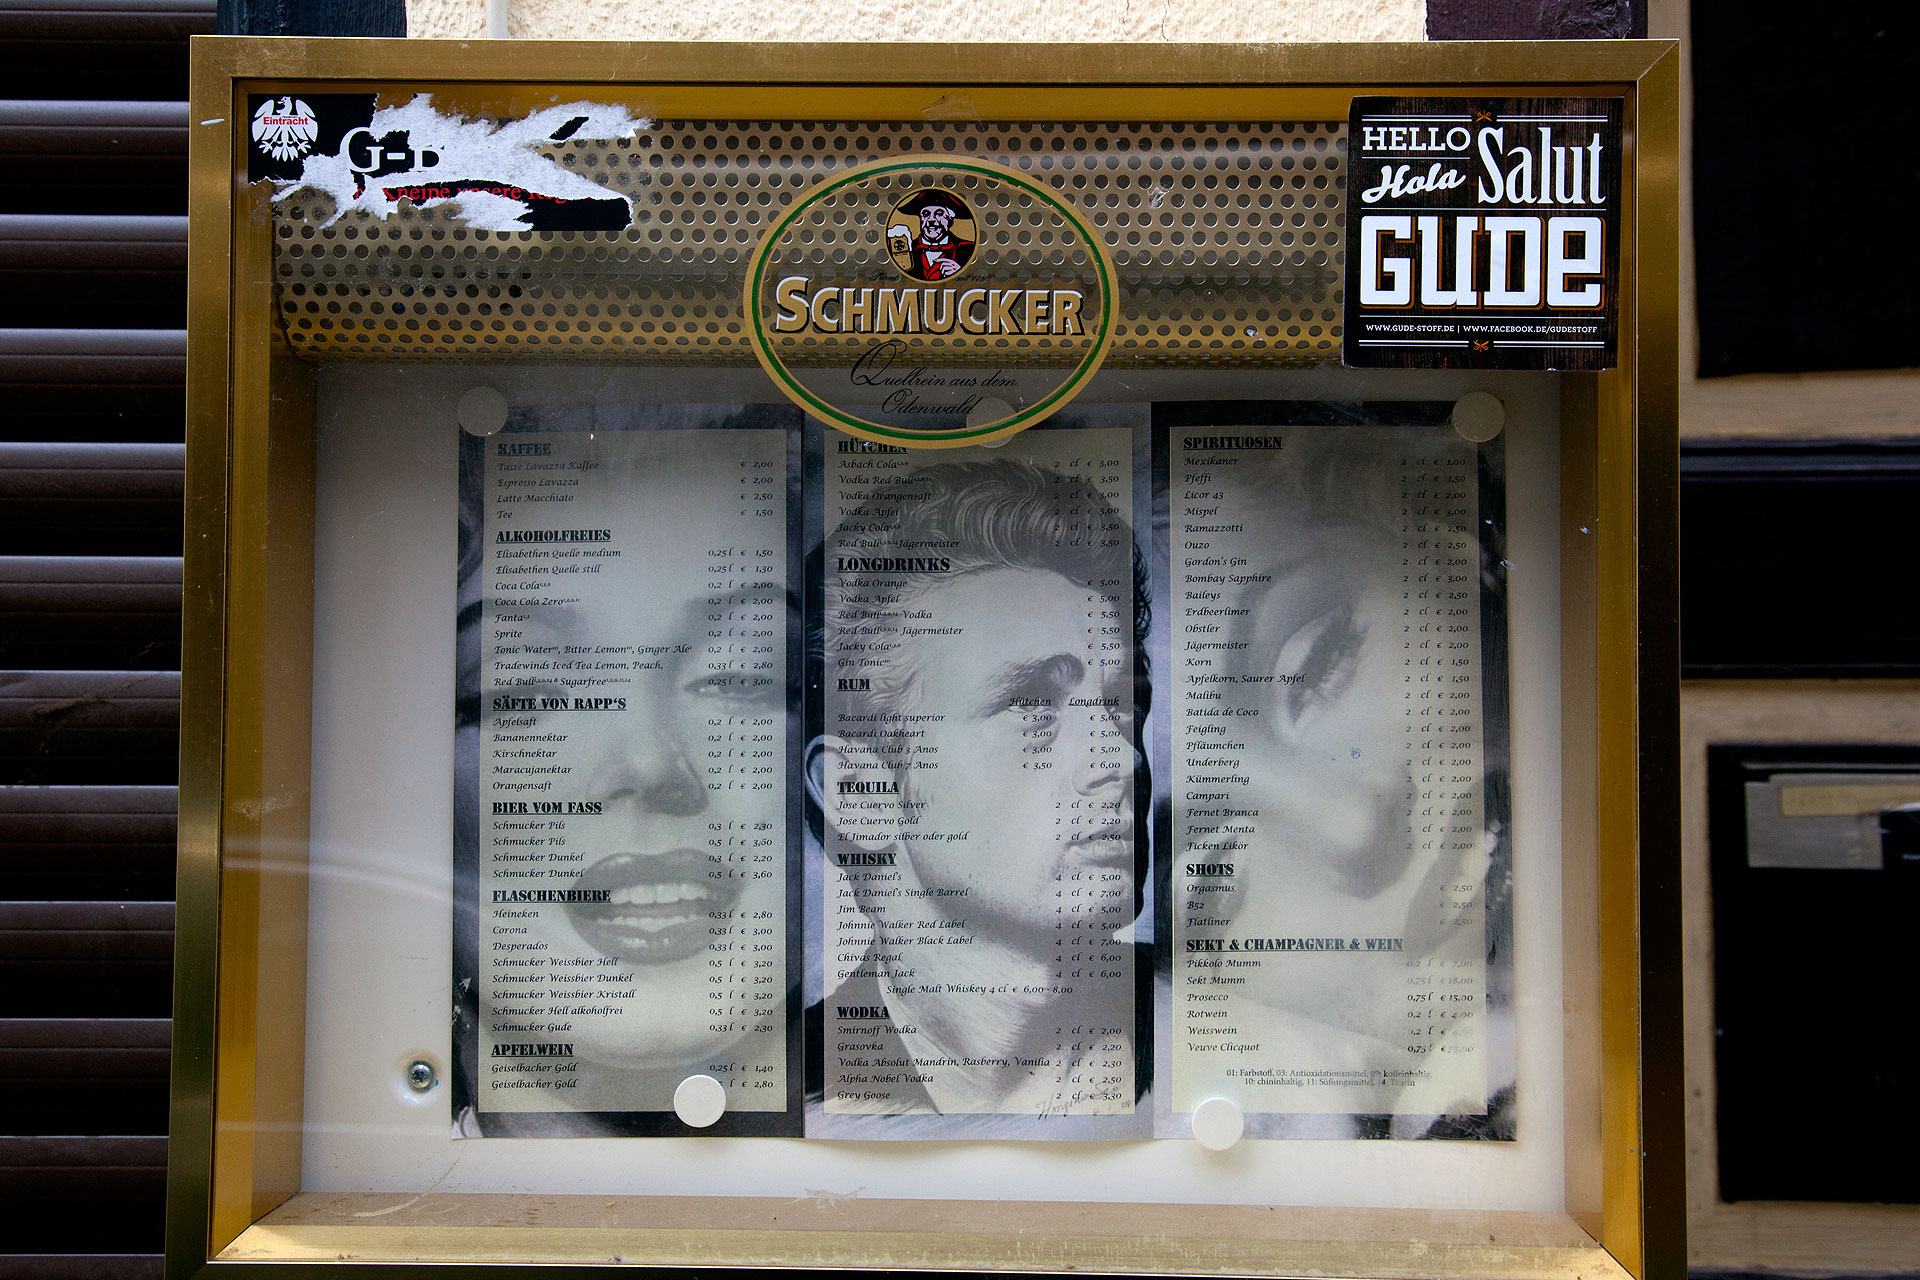 Eintracht
G-B
HELLO
Hola Salut
GUDE
WWW.GUDE-STOFF.DE | WWW.FACEBOOK.DE/GUDESTOFF
SCHMUCKER
Quellrein aus dem
Odenwald
KAFFEE
Tasse Lavazza Kaffee € 2,00
Espresso Lavazza € 2,00
Latte Macchiato € 2,50
Tee € 1,50
ALKOHOLFREIES
Elisabethen Quelle medium 0,25 l € 1,50
Elisabethen Quelle still 0,25 l € 1,30
Coca Cola 0,2 l € 2,00
Coca Cola Zero 0,2 l € 2,00
Fanta 0,2 l € 2,00
Sprite 0,2 l € 2,00
Tonic Water, Bitter Lemon, Ginger Ale 0,2 l € 2,00
Tradewinds Iced Tea Lemon, Peach, 0,33 l € 2,80
Red Bull & Sugarfree 0,25 l € 3,00
SÄFTE VON RAPP'S
Apfelsaft 0,2 l € 2,00
Bananennektar 0,2 l € 2,00
Kirschnektar 0,2 l € 2,00
Maracujanektar 0,2 l € 2,00
Orangensaft 0,2 l € 2,00
BIER VOM FASS
Schmucker Pils 0,3 l € 2,30
Schmucker Pils 0,5 l €
Schmucker Dunkel 0,3 l € 2,20
Schmucker Dunkel 0,5 l € 3,60
FLASCHENBIERE
Heineken 0,33 l € 2,80
Corona 0,33 l € 3,00
Desperados 0,33 l € 3,00
Schmucker Weissbier Hell 0,5 l € 3,20
Schmucker Weissbier Dunkel 0,5 l € 3,20
Schmucker Weissbier Kristall 0,5 l € 3,20
Schmucker Hell alkoholfrei 0,5 l € 3,20
Schmucker Gude 0,33 l € 2,30
APFELWEIN
Geiselbacher Gold 0,25 l € 1,40
Geiselbacher Gold l € 2,80
HÜTCHEN
Asbach Cola 2 cl € 3,00
Vodka Red Bull 2 cl € 3,50
Vodka Orangensaft 2 cl € 3,00
Vodka Apfel 2 cl € 3,00
Jacky Cola 2 cl € 3,50
Red Bull Jägermeister 2 cl € 3,50
LONGDRINKS
Vodka Orange € 5,00
Vodka Apfel € 5,00
Red Bull Vodka € 5,50
Red Bull Jägermeister € 5,50
Jacky Cola € 5,50
Gin Tonic € 5,00
RUM
Hütchen Longdrink
Bacardi light superior € 3,00 € 5,00
Bacardi Oakheart € 3,00 € 5,00
Havana Club 3 Anos € 3,00 € 5,00
Havana Club 7 Anos € 3,50 € 6,00
TEQUILA
Jose Cuervo Silver 2 cl € 2,20
Jose Cuervo Gold 2 cl € 2,20
El Jimador silber oder gold 2 cl € 2,50
WHISKY
Jack Daniel's 4 cl € 5,00
Jack Daniel's Single Barrel 4 cl € 7,00
Jim Beam 4 cl € 5,00
Johnnie Walker Red Label 4 cl € 5,00
Johnnie Walker Black Label 4 cl € 7,00
Chivas Regal 4 cl € 6,00
Gentleman Jack 4 cl € 6,00
Single Malt Whiskey 4 cl € 6,00 - 8,00
WODKA
Smirnoff Wodka 2 cl € 2,00
Grasovka 2 cl € 2,20
Vodka Absolut Mandrin, Rasberry, Vanilia 2 cl € 2,30
Alpha Nobel Vodka 2 cl € 2,50
Grey Goose 2 cl € 3,30
SPIRITUOSEN
Mexikaner 2 cl € 1,00
Pfeffi 2 cl € 1,50
Licor 43 2 cl € 2,00
Mispel 2 cl € 3,00
Ramazzotti 2 cl € 2,50
Ouzo 2 cl € 2,50
Gordon's Gin 2 cl € 2,00
Bombay Sapphire 2 cl € 3,00
Baileys 2 cl € 2,50
Erdbeerlimer 2 cl € 2,00
Obstler 2 cl € 2,00
Jägermeister 2 cl € 2,00
Korn 2 cl € 1,50
Apfelkorn, Saurer Apfel 2 cl € 1,50
Malibu 2 cl € 2,00
Batida de Coco 2 cl € 2,00
Feigling 2 cl € 2,00
Pfläumchen 2 cl € 2,00
Underberg 2 cl € 2,00
Kümmerling 2 cl € 2,00
Campari 2 cl € 2,00
Fernet Branca 2 cl € 2,00
Fernet Menta 2 cl € 2,00
Ficken Likör 2 cl € 2,00
SHOTS
Orgasmus € 2,50
B52 € 2,50
Flatliner € 2,50
SEKT & CHAMPAGNER & WEIN
Pikkolo Mumm 0,2 l € 7,00
Sekt Mumm 0,75 l € 18,00
Prosecco 0,75 l € 15,00
Rotwein 0,2 l € 4,00
Weisswein 0,2 l €
Veuve Clicquot 0,75 l €
01: Farbstoff, 03: Antioxidationsmittel, 09: koffeinhaltig,
10: chininhaltig, 11: Süßungsmittel, 14: Taurin